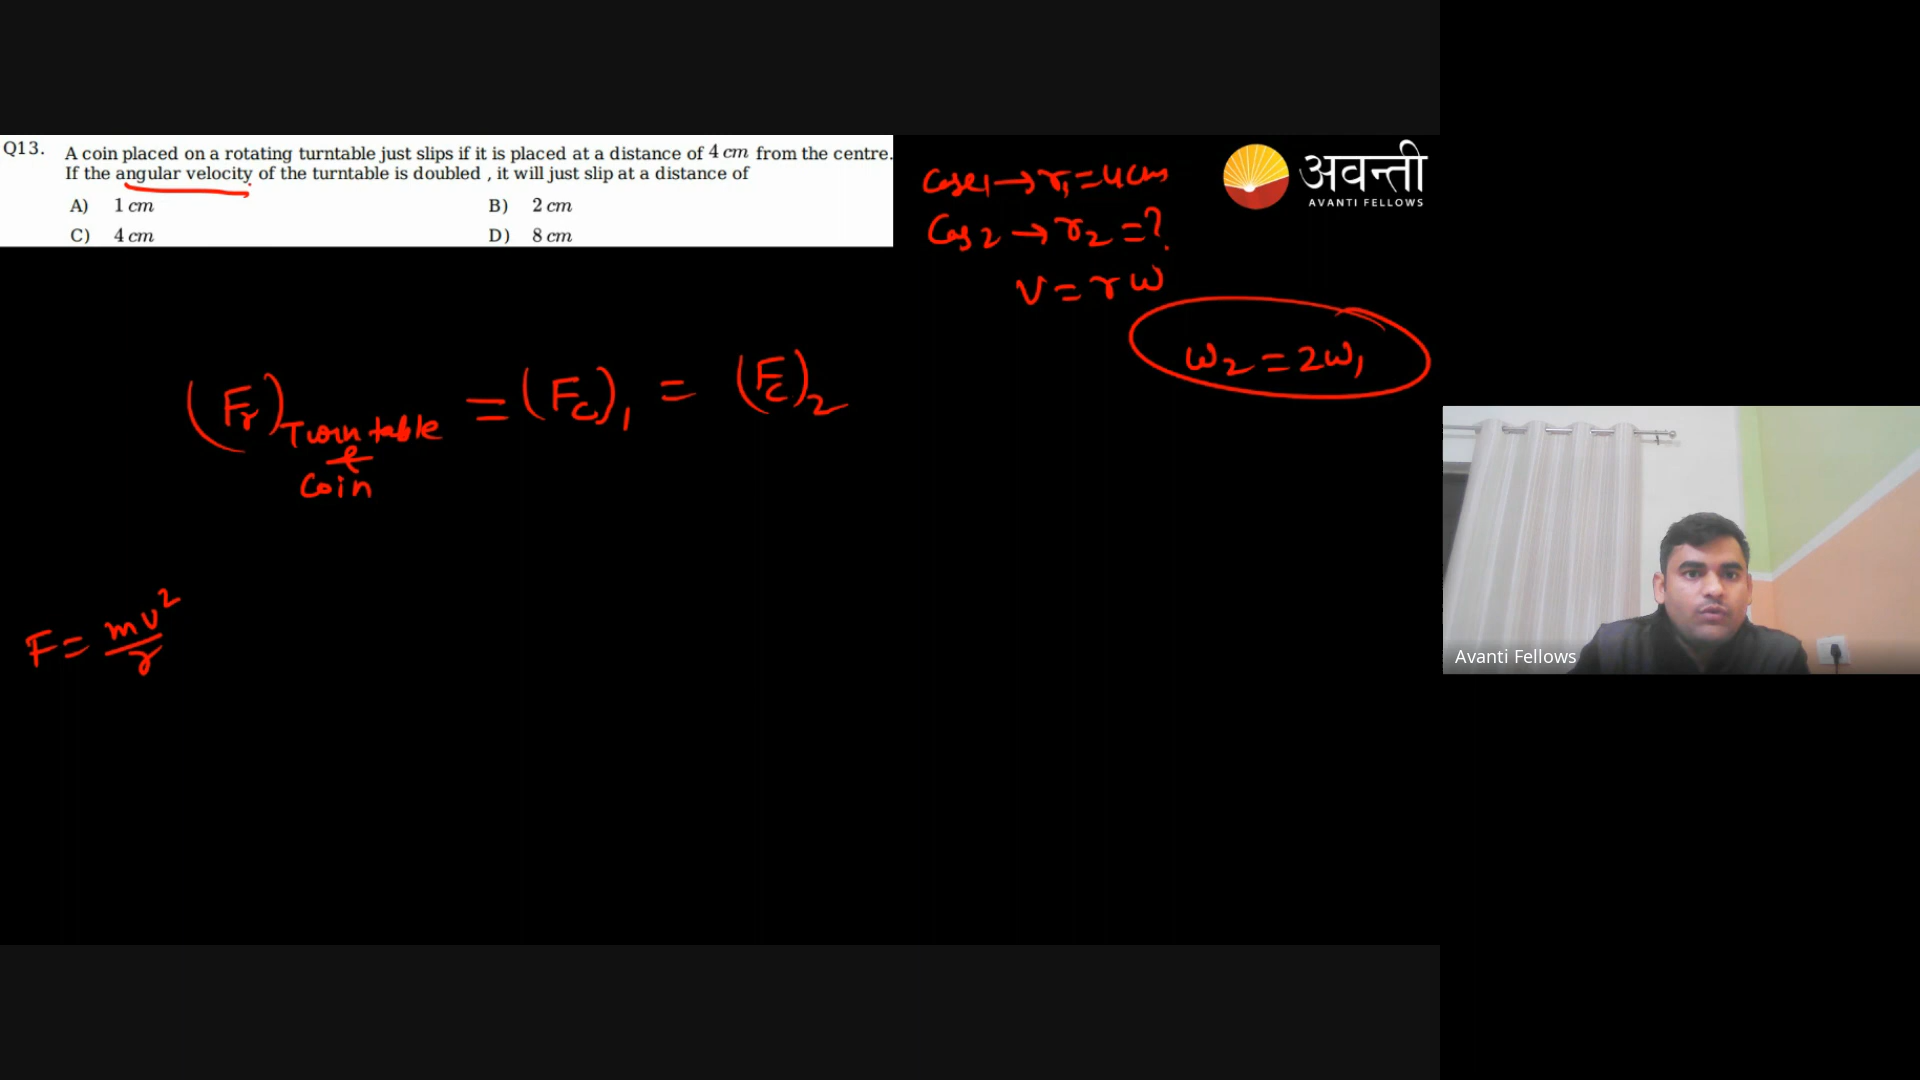 Q13. A coin placed on a rotating turntable just slips if it is placed at a distance of 4 cm from the centre.
If the angular velocity of the turntable is doubled , it will just slip at a distance of
A) 1 cm B) 2 cm
C) 4 cm D) 8 cm
Case1 → r1 = 4cm
Cas 2 → r2 = ?
v = r ω
ω2 = 2ω1
अवन्ती
AVANTI FELLOWS
(Fr) Turn table & Coin = (Fc)1 = (Fc)2
F = mv²/r
Avanti Fellows